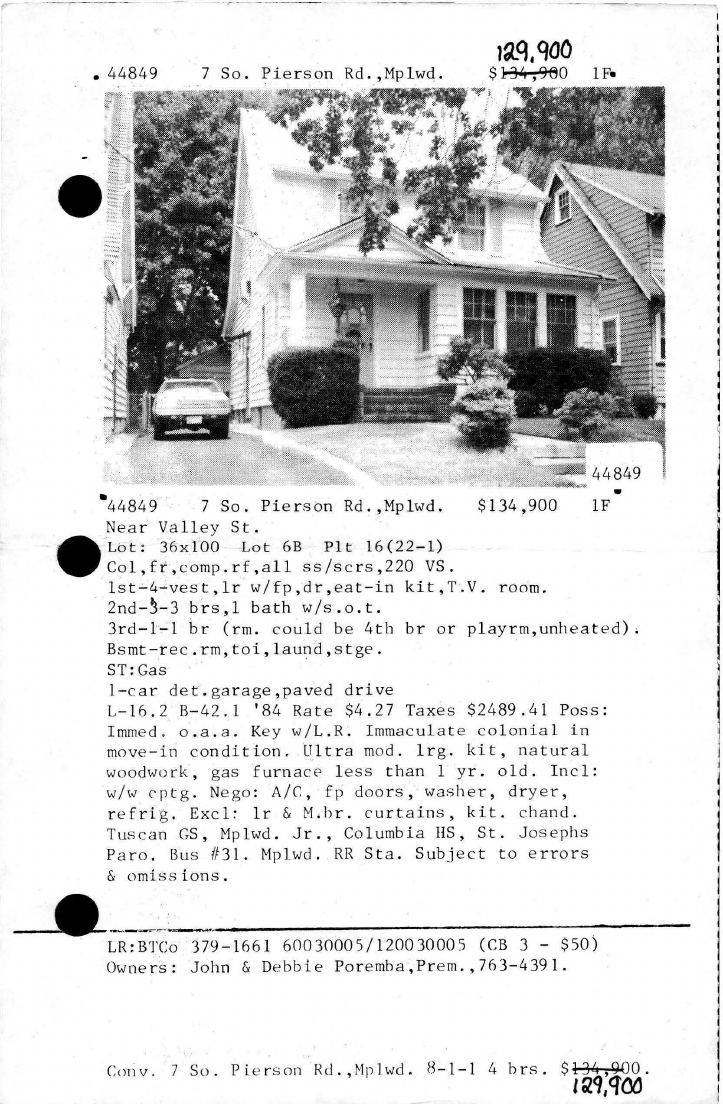 129,900
44849 7 So. Pierson Rd.,Mplwd. $134,900 1F
44849
44849 7 So. Pierson Rd.,Mplwd. $134,900 1F
Near Valley St.
Lot: 36x100 Lot 6B Plt 16(22-1)
Col,fr,comp.rf,all ss/scrs,220 VS.
1st-4-vest,lr w/fp,dr,eat-in kit,T.V. room.
2nd-3-3 brs,1 bath w/s.o.t.
3rd-1-1 br (rm. could be 4th br or playrm,unheated).
Bsmt-rec.rm,toi,laund,stge.
ST:Gas
1-car det.garage,paved drive
L-16.2 B-42.1 '84 Rate $4.27 Taxes $2489.41 Poss:
Immed. o.a.a. Key w/L.R. Immaculate colonial in
move-in condition. Ultra mod. lrg. kit, natural
woodwork, gas furnace less than 1 yr. old. Incl:
w/w cptg. Nego: A/C, fp doors, washer, dryer,
refrig. Excl: lr & M.br. curtains, kit. chand.
Tuscan GS, Mplwd. Jr., Columbia HS, St. Josephs
Paro. Bus #31. Mplwd. RR Sta. Subject to errors
& omissions.
LR:BTCo 379-1661 60030005/120030005 (CB 3 - $50)
Owners: John & Debbie Poremba,Prem.,763-4391.
Conv. 7 So. Pierson Rd.,Mplwd. 8-1-1 4 brs. $134,900.
129,900